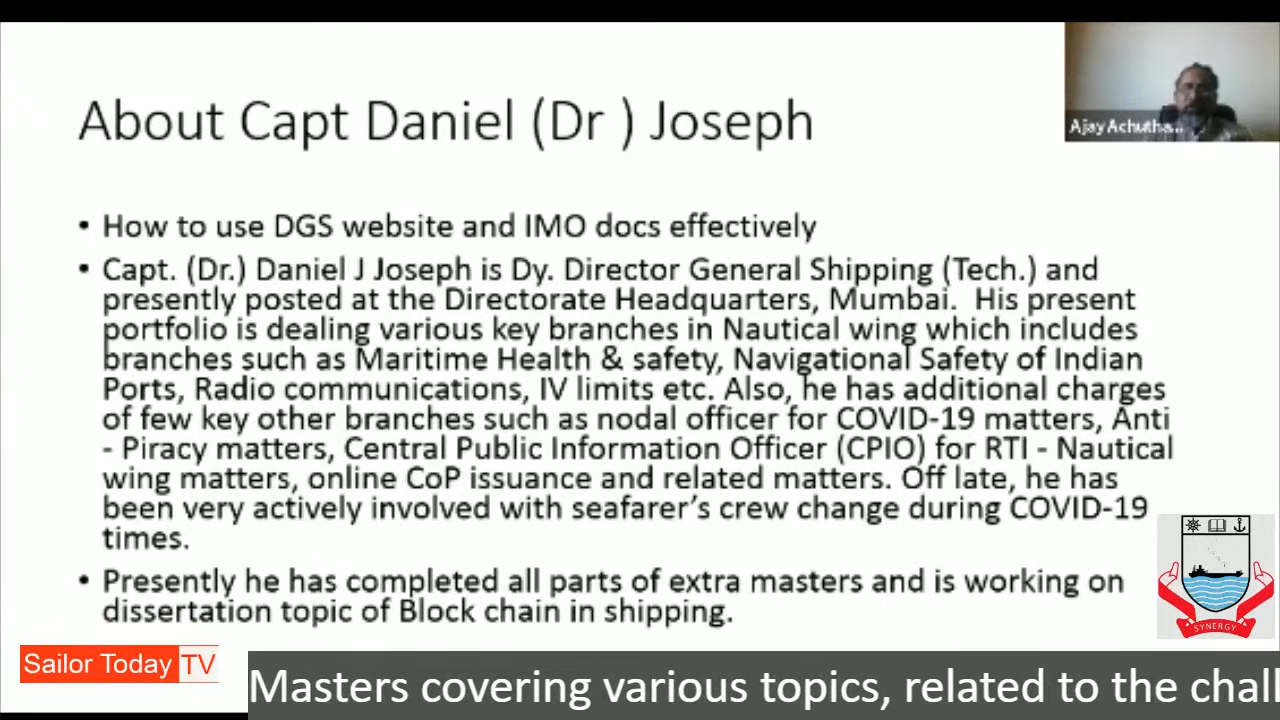 About Capt Daniel (Dr ) Joseph
Ajay Achutha...
• How to use DGS website and IMO docs effectively
• Capt. (Dr.) Daniel J Joseph is Dy. Director General Shipping (Tech.) and
presently posted at the Directorate Headquarters, Mumbai.  His present
portfolio is dealing various key branches in Nautical wing which includes
branches such as Maritime Health & safety, Navigational Safety of Indian
Ports, Radio communications, IV limits etc. Also, he has additional charges
of few key other branches such as nodal officer for COVID-19 matters, Anti
- Piracy matters, Central Public Information Officer (CPIO) for RTI - Nautical
wing matters, online CoP issuance and related matters. Off late, he has
been very actively involved with seafarer's crew change during COVID-19
times.
• Presently he has completed all parts of extra masters and is working on
dissertation topic of Block chain in shipping.
SYNERGY
Sailor Today TV
Masters covering various topics, related to the chall